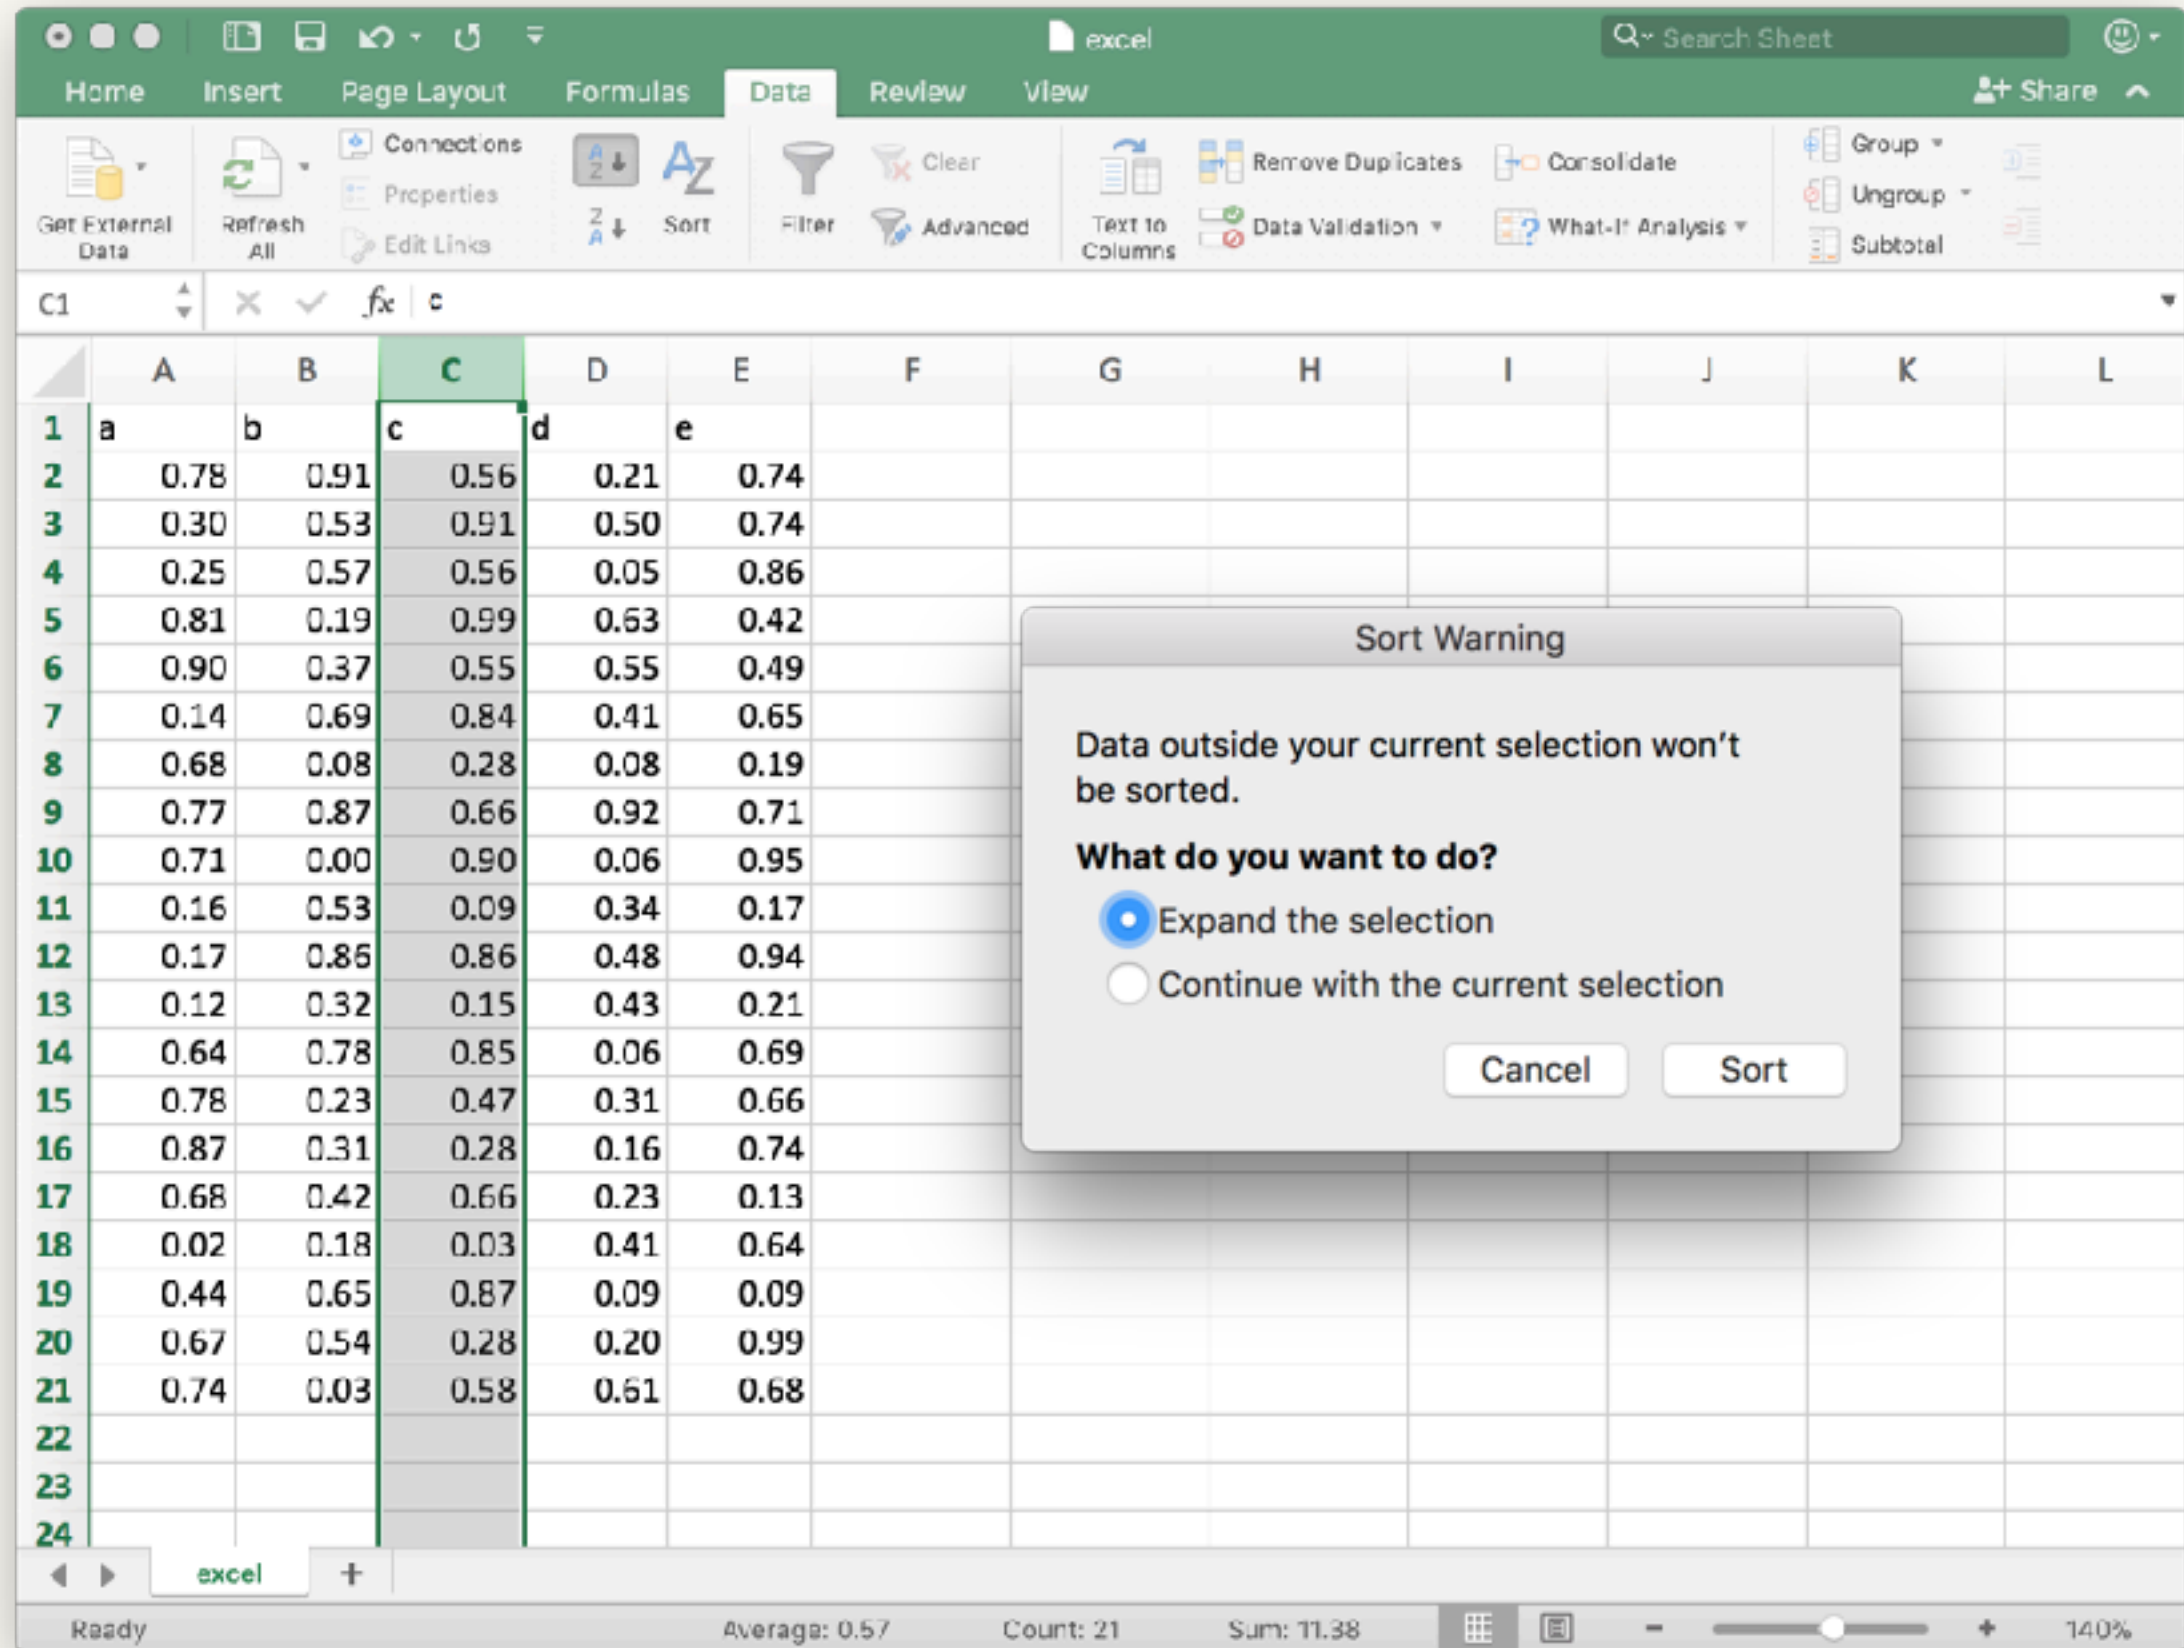 excel
Search Sheet
Home Insert Page Layout Formulas Data Review View Share
Get External Data
Refresh All
Connections
Properties
Edit Links
A Z
Z A
AZ
Sort
Filter
Clear
Advanced
Text to Columns
Remove Duplicates
Data Validation
Consolidate
What-If Analysis
Group
Ungroup
Subtotal
C1 fx c
A B C D E F G H I J K L
1 a b c d e
2 0.78 0.91 0.56 0.21 0.74
3 0.30 0.53 0.91 0.50 0.74
4 0.25 0.57 0.56 0.05 0.86
5 0.81 0.19 0.99 0.63 0.42
6 0.90 0.37 0.55 0.55 0.49
7 0.14 0.69 0.84 0.41 0.65
8 0.68 0.08 0.28 0.08 0.19
9 0.77 0.87 0.66 0.92 0.71
10 0.71 0.00 0.90 0.06 0.95
11 0.16 0.53 0.09 0.34 0.17
12 0.17 0.86 0.86 0.48 0.94
13 0.12 0.32 0.15 0.43 0.21
14 0.64 0.78 0.85 0.06 0.69
15 0.78 0.23 0.47 0.31 0.66
16 0.87 0.31 0.28 0.16 0.74
17 0.68 0.42 0.66 0.23 0.13
18 0.02 0.18 0.03 0.41 0.64
19 0.44 0.65 0.87 0.09 0.09
20 0.67 0.54 0.28 0.20 0.99
21 0.74 0.03 0.58 0.61 0.68
22
23
24
Sort Warning
Data outside your current selection won't
be sorted.
What do you want to do?
Expand the selection
Continue with the current selection
Cancel Sort
excel +
Ready Average: 0.57 Count: 21 Sum: 11.38 − + 140%